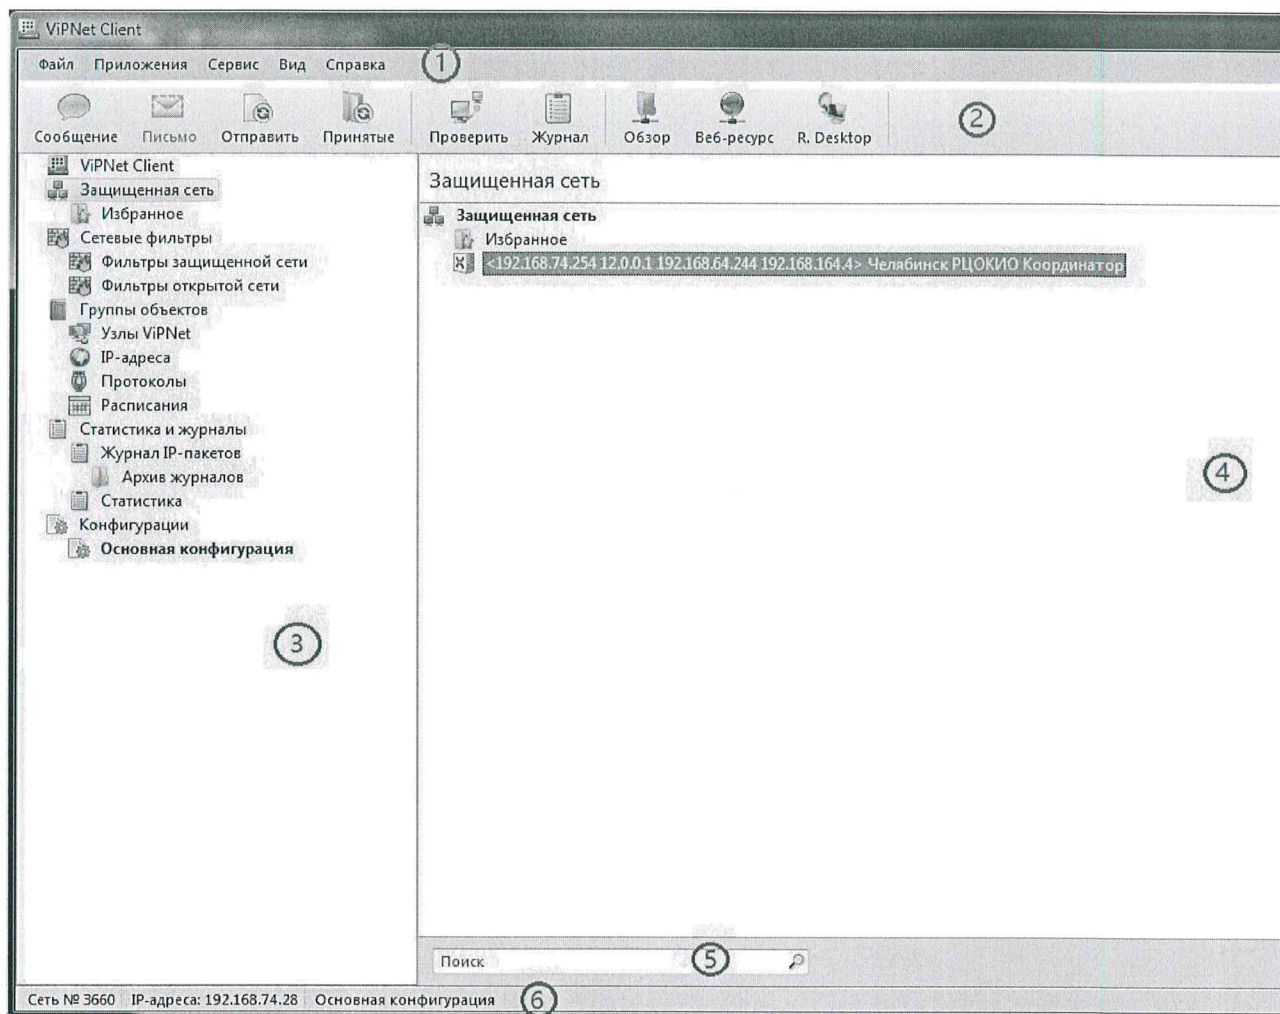 ViPNet Client
Файл Приложения Сервис Вид Справка 1
Сообщение Письмо Отправить Принятые Проверить Журнал Обзор Веб-ресурс R. Desktop 2
ViPNet Client
Защищенная сеть
Избранное
Сетевые фильтры
Фильтры защищенной сети
Фильтры открытой сети
Группы объектов
Узлы ViPNet
IP-адреса
Протоколы
Расписания
Статистика и журналы
Журнал IP-пакетов
Архив журналов
Статистика
Конфигурации
Основная конфигурация
3
Защищенная сеть
Защищенная сеть
Избранное
<192.168.74.254 12.0.0.1 192.168.64.244 192.168.164.4> Челябинск РЦОКИО Координатор
4
Поиск 5
Сеть № 3660 IP-адреса: 192.168.74.28 Основная конфигурация 6